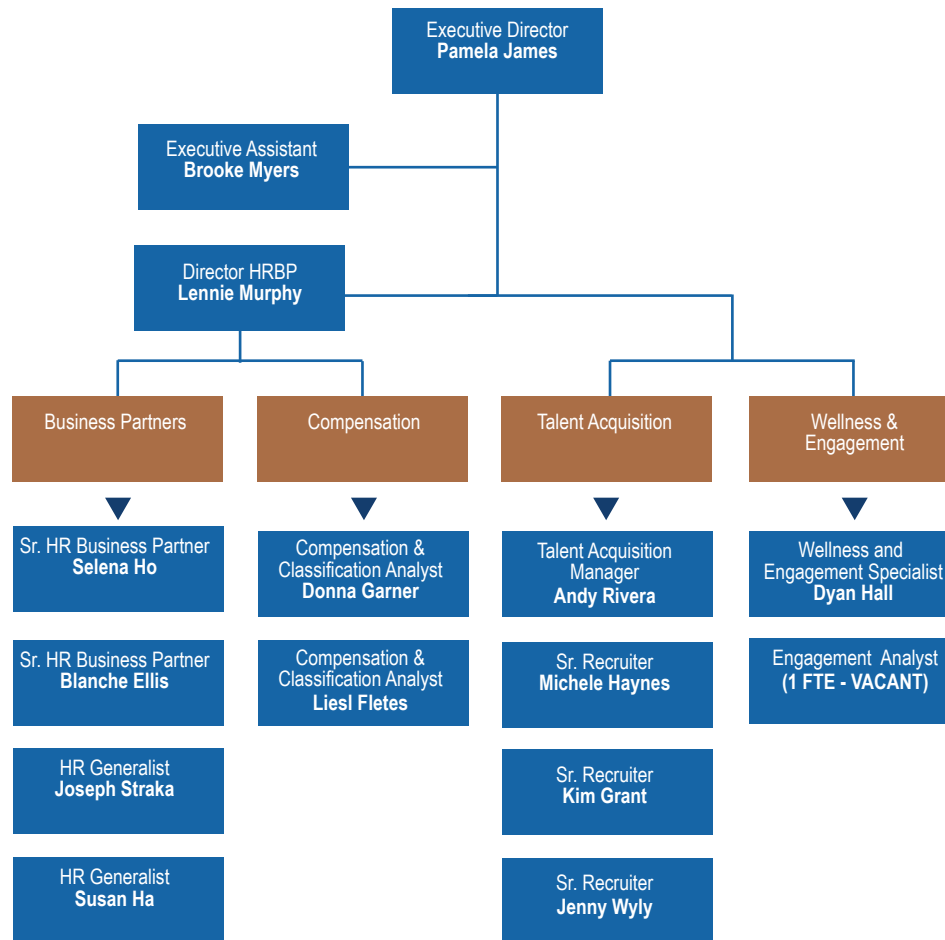 Executive Director
Pamela James
Executive Assistant
Brooke Myers
Director HRBP
Lennie Murphy
Business Partners
Compensation
Talent Acquisition
Wellness &
Engagement
Sr. HR Business Partner
Selena Ho
Sr. HR Business Partner
Blanche Ellis
HR Generalist
Joseph Straka
HR Generalist
Susan Ha
Compensation &
Classification Analyst
Donna Garner
Compensation &
Classification Analyst
Liesl Fletes
Talent Acquisition
Manager
Andy Rivera
Sr. Recruiter
Michele Haynes
Sr. Recruiter
Kim Grant
Sr. Recruiter
Jenny Wyly
Wellness and
Engagement Specialist
Dyan Hall
Engagement Analyst
(1 FTE - VACANT)